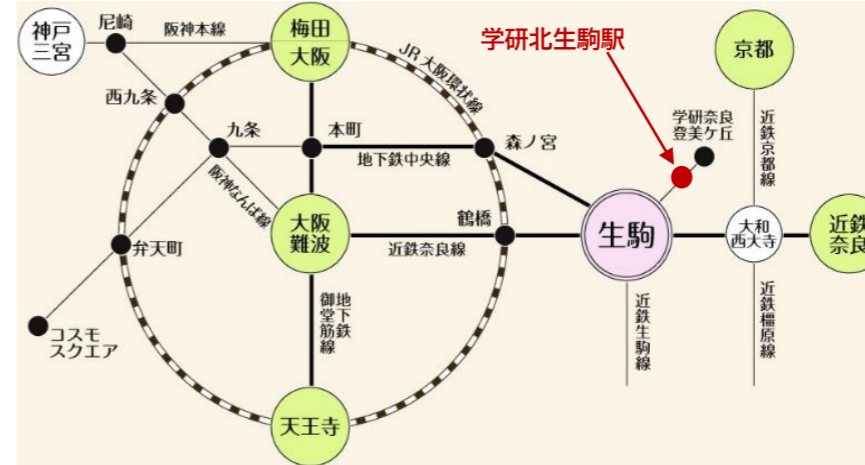 神戸
三宮
尼崎
阪神本線
梅田
大阪
JR大阪環状線
学研北生駒駅
京都
西九条
九条
本町
地下鉄中央線
森ノ宮
学研奈良
登美ケ丘
近鉄京都線
阪神なんば線
大阪
難波
近鉄奈良線
鶴橋
生駒
大和
西大寺
近鉄
奈良
弁天町
コスモ
スクエア
地下鉄
御堂筋線
近鉄生駒線
近鉄橿原線
天王寺